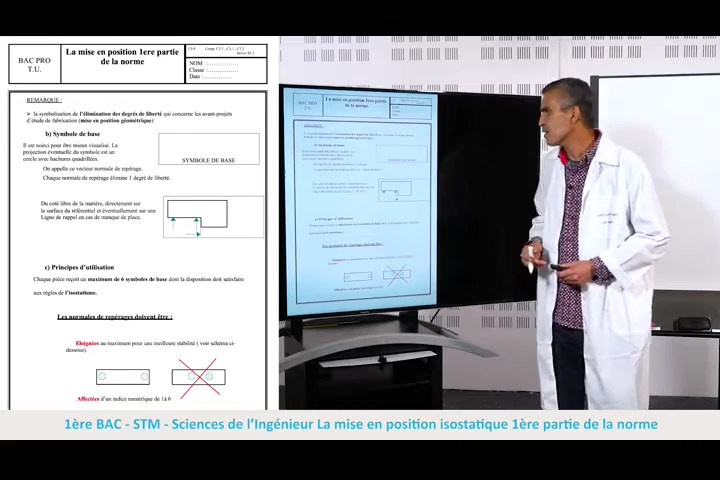 BAC PRO
T.U.
La mise en position 1ere partie
de la norme
NOM :
Classe :
Date :
REMARQUE :
➢ la symbolisation de l'élimination des degrés de liberté qui concerne les avant-projets
d'étude de fabrication (mise en position géométrique)
b) Symbole de base
Il est noirci pour être mieux visualisé. La
projection éventuelle du symbole est un
cercle avec hachures quadrillées.
SYMBOLE DE BASE
On appelle ce vecteur normale de repérage.
Chaque normale de repérage élimine 1 degré de liberté.
Du coté libre de la matière, directement sur
la surface du référentiel et éventuellement sur une
Ligne de rappel en cas de manque de place.
c) Principes d'utilisation
Chaque pièce reçoit un maximum de 6 symboles de base dont la disposition doit satisfaire
aux règles de l'isostatisme.
Les normales de repérages doivent être :
Eloignées au maximum pour une meilleure stabilité ( voir schéma ci-
dessous).
Affectées d'un indice numérique de 1à 6
1ère BAC - STM - Sciences de l'Ingénieur La mise en position isostatique 1ère partie de la norme